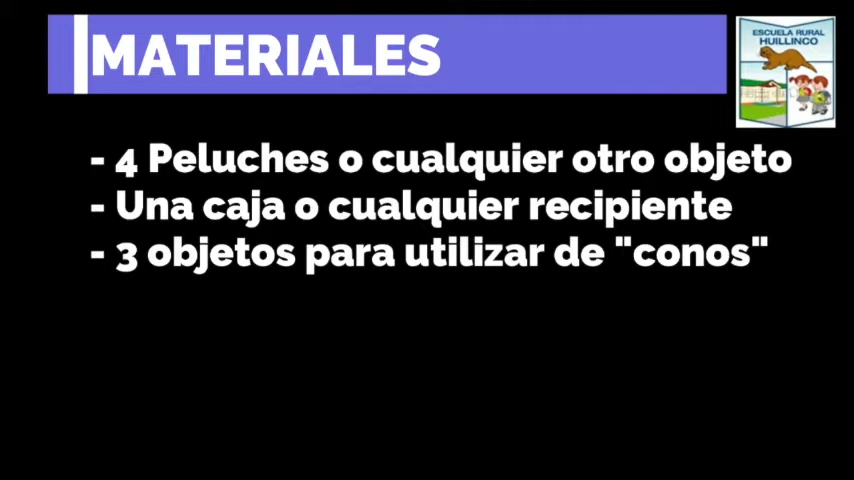 MATERIALES
ESCUELA RURAL
HUILLINCO
- 4 Peluches o cualquier otro objeto
- Una caja o cualquier recipiente
- 3 objetos para utilizar de "conos"